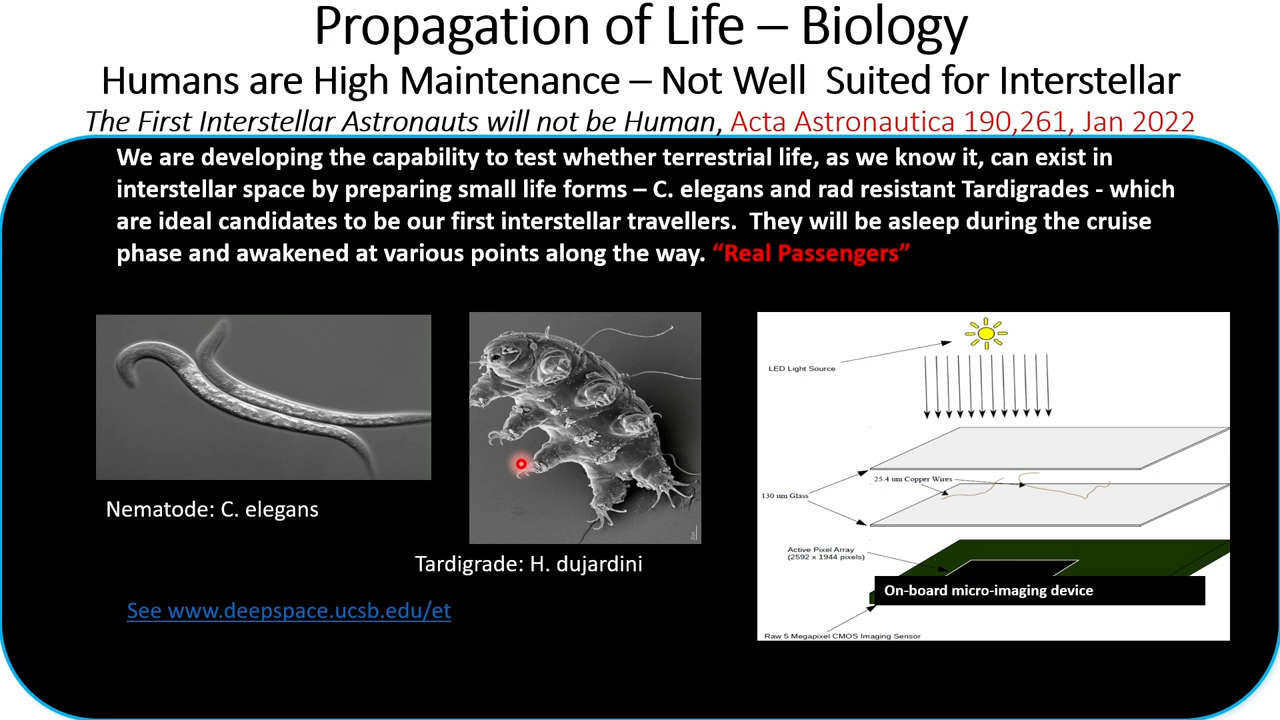 Propagation of Life – Biology
Humans are High Maintenance – Not Well Suited for Interstellar
The First Interstellar Astronauts will not be Human, Acta Astronautica 190,261, Jan 2022
We are developing the capability to test whether terrestrial life, as we know it, can exist in
interstellar space by preparing small life forms – C. elegans and rad resistant Tardigrades - which
are ideal candidates to be our first interstellar travellers. They will be asleep during the cruise
phase and awakened at various points along the way. “Real Passengers”
Nematode: C. elegans
Tardigrade: H. dujardini
See www.deepspace.ucsb.edu/et
LED Light Source
25.4 um Copper Wires
130 um Glass
Active Pixel Array
(2592 x 1944 pixels)
On-board micro-imaging device
Raw 5 Megapixel CMOS Imaging Sensor